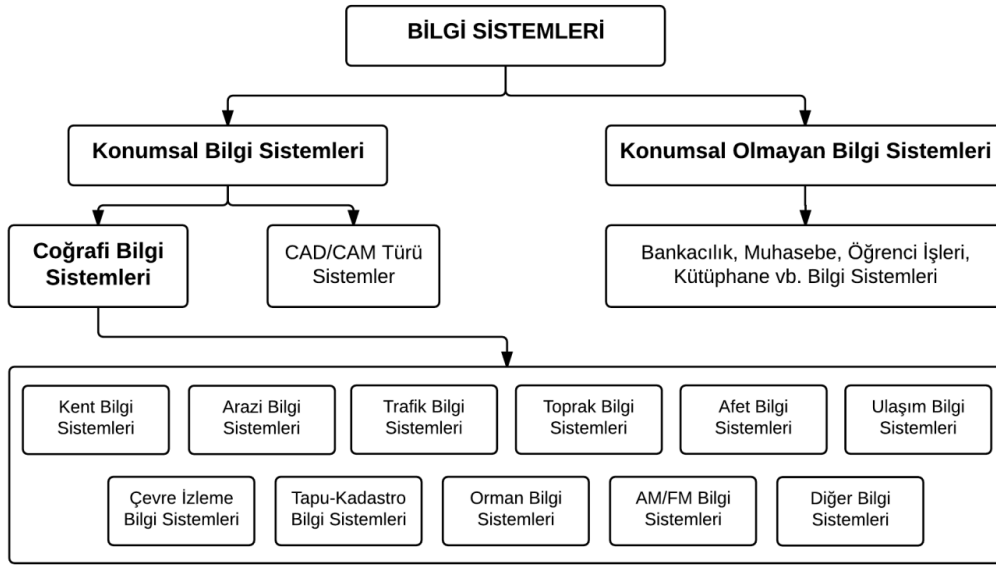 BİLGİ SİSTEMLERİ
Konumsal Bilgi Sistemleri
Konumsal Olmayan Bilgi Sistemleri
Coğrafi Bilgi
Sistemleri
CAD/CAM Türü
Sistemler
Bankacılık, Muhasebe, Öğrenci İşleri,
Kütüphane vb. Bilgi Sistemleri
Kent Bilgi
Sistemleri
Arazi Bilgi
Sistemleri
Trafik Bilgi
Sistemleri
Toprak Bilgi
Sistemleri
Afet Bilgi
Sistemleri
Ulaşım Bilgi
Sistemleri
Çevre İzleme
Bilgi Sistemleri
Tapu-Kadastro
Bilgi Sistemleri
Orman Bilgi
Sistemleri
AM/FM Bilgi
Sistemleri
Diğer Bilgi
Sistemleri